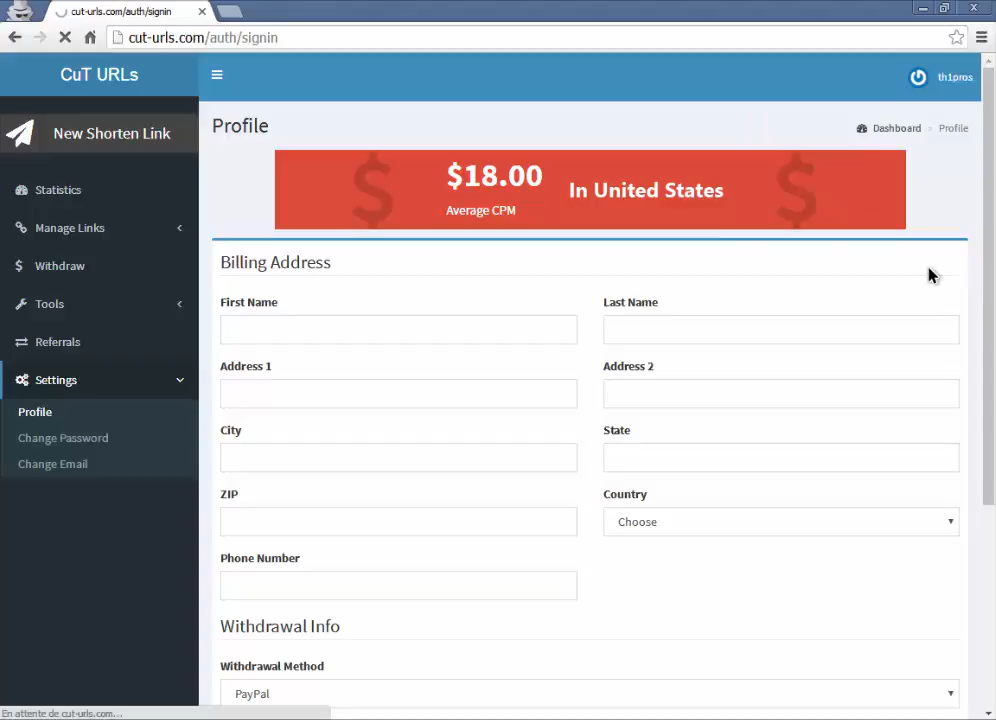 cut-urls.com/auth/signin
cut-urls.com/auth/signin
CuT URLs
th1pros
New Shorten Link
Profile
Dashboard > Profile
$18.00
Average CPM
In United States
Statistics
Manage Links
Withdraw
Tools
Referrals
Settings
Profile
Change Password
Change Email
Billing Address
First Name
Last Name
Address 1
Address 2
City
State
ZIP
Country
Choose
Phone Number
Withdrawal Info
Withdrawal Method
PayPal
En attente de cut-urls.com...